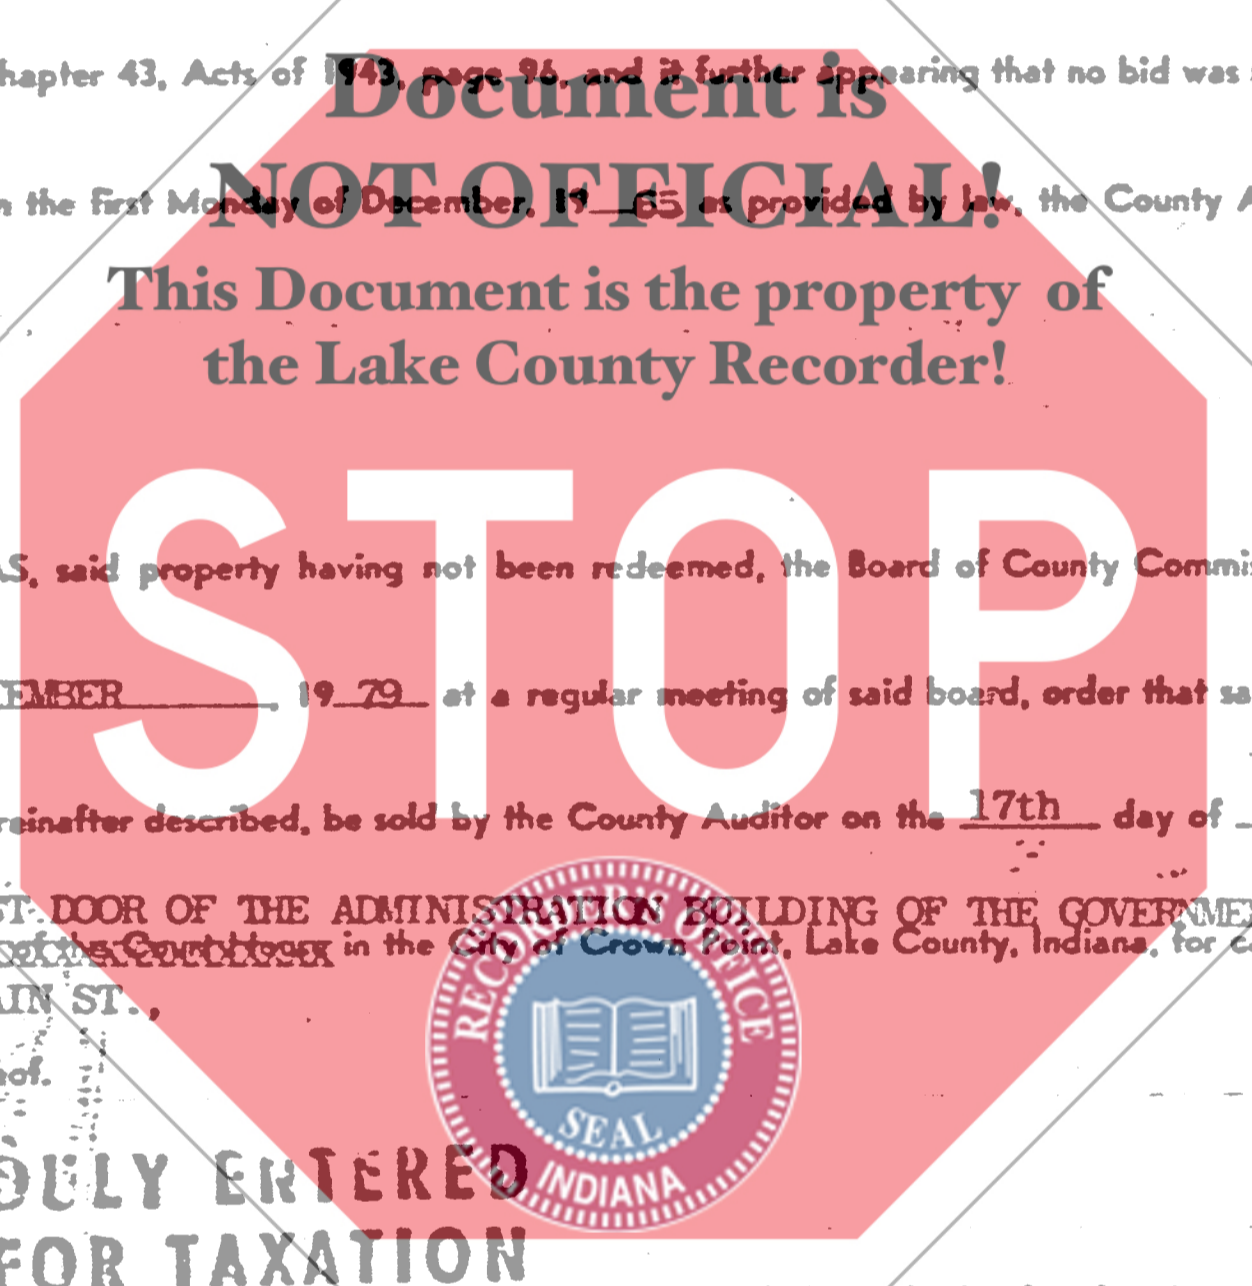 hapter 43, Acts of 1943, page 96, and it further appearing that no bid was
Document is
NOT OFFICIAL!
n the First Monday of December, 19 65 as provided by law, the County A
This Document is the property of
the Lake County Recorder!
STOP
AS, said property having not been redeemed, the Board of County Commis
EMBER , 19 79 at a regular meeting of said board, order that sa
reinafter described, be sold by the County Auditor on the 17th day of
ST DOOR OF THE ADMINISTRATION BUILDING OF THE GOVERNME
in the City of Crown Point, Lake County, Indiana, for c
AIN ST.,
RECORDER'S OFFICE
SEAL
INDIANA
eof.
DULY ENTERED
FOR TAXATION